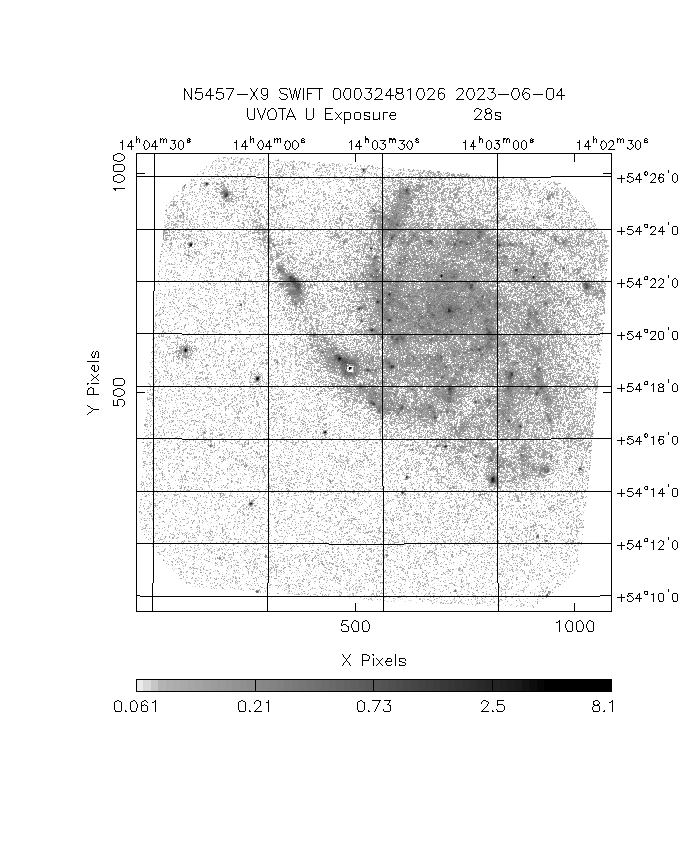 N5457-X9 SWIFT 00032481026 2023-06-04
UVOTA U Exposure 28s
14h04m30s 14h04m00s 14h03m30s 14h03m00s 14h02m30s
1000
+54°26'0
+54°24'0
+54°22'0
+54°20'0
Y Pixels
500
+54°18'0
+54°16'0
+54°14'0
+54°12'0
+54°10'0
500 1000
X Pixels
0.061 0.21 0.73 2.5 8.1